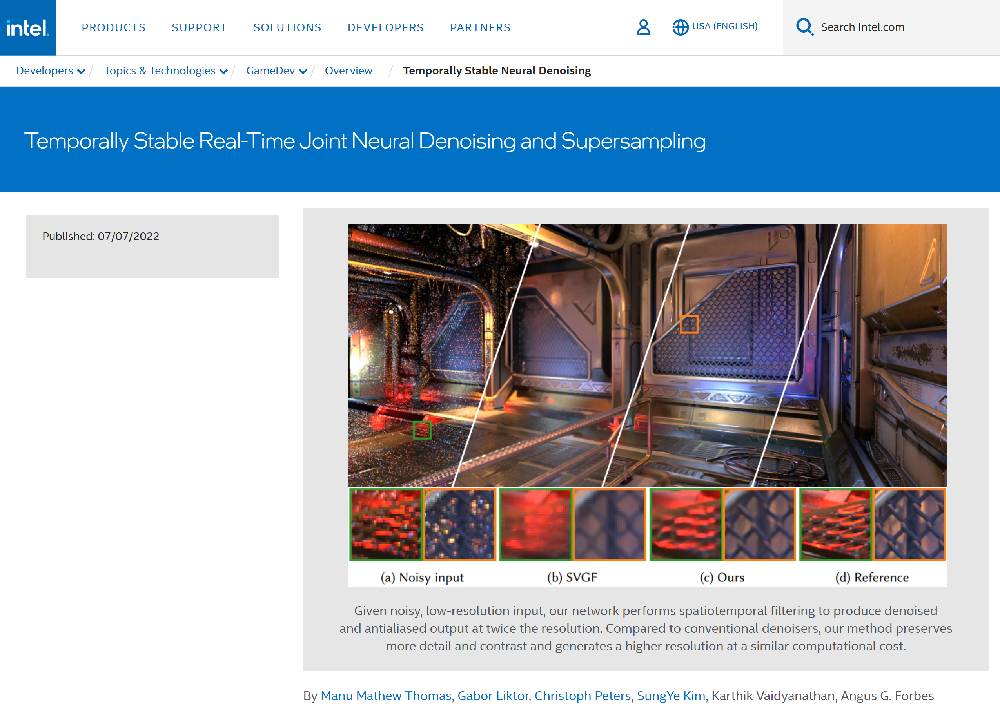 intel.
PRODUCTS
SUPPORT
SOLUTIONS
DEVELOPERS
PARTNERS
USA (ENGLISH)
Search Intel.com
Developers / Topics & Technologies / GameDev / Overview / Temporally Stable Neural Denoising
Temporally Stable Real-Time Joint Neural Denoising and Supersampling
Published: 07/07/2022
(a) Noisy input
(b) SVGF
(c) Ours
(d) Reference
Given noisy, low-resolution input, our network performs spatiotemporal filtering to produce denoised
and antialiased output at twice the resolution. Compared to conventional denoisers, our method preserves
more detail and contrast and generates a higher resolution at a similar computational cost.
By Manu Mathew Thomas, Gabor Liktor, Christoph Peters, SungYe Kim, Karthik Vaidyanathan, Angus G. Forbes